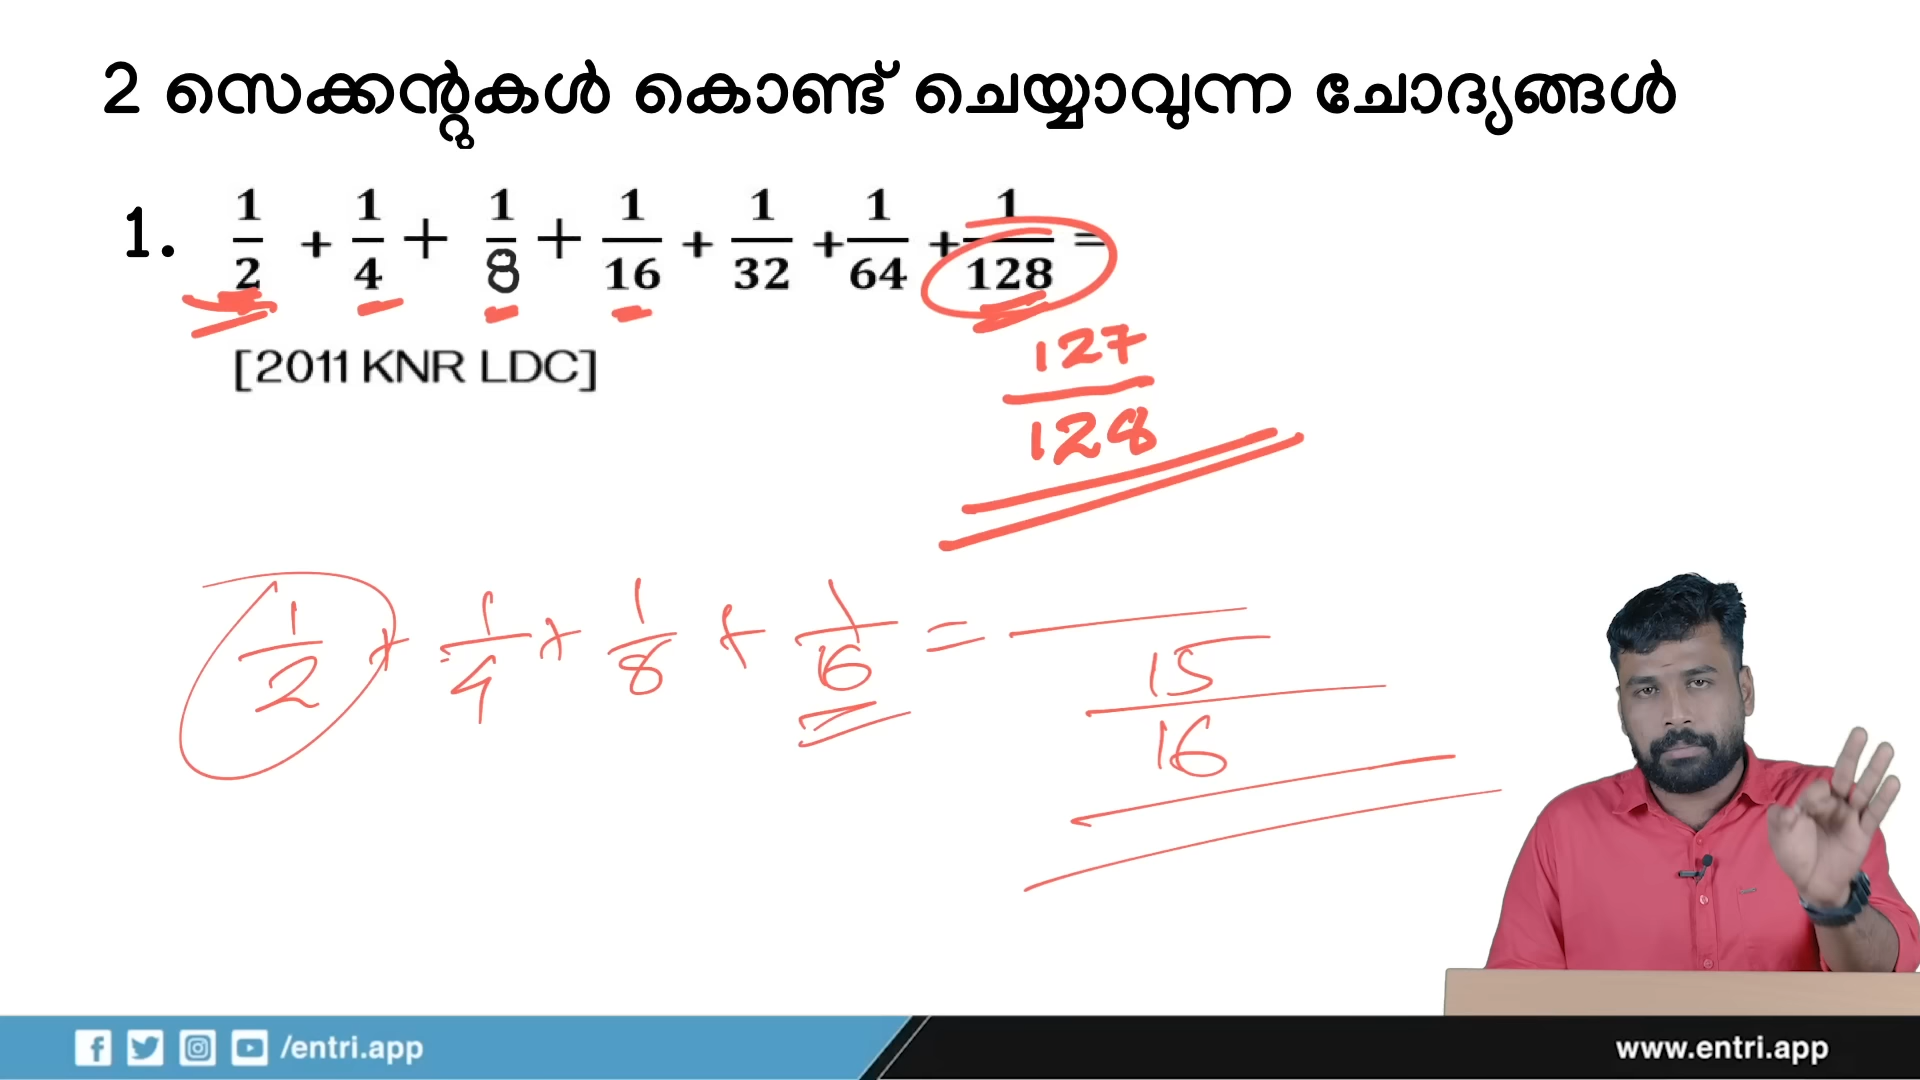 2 സെക്കന്റുകൾ കൊണ്ട് ചെയ്യാവുന്ന ചോദ്യങ്ങൾ
1. 1/2 + 1/4 + 1/8 + 1/16 + 1/32 + 1/64 + 1/128 =
127/128
[2011 KNR LDC]
1/2 + 1/4 + 1/8 + 1/16 = 15/16
/entri.app
www.entri.app